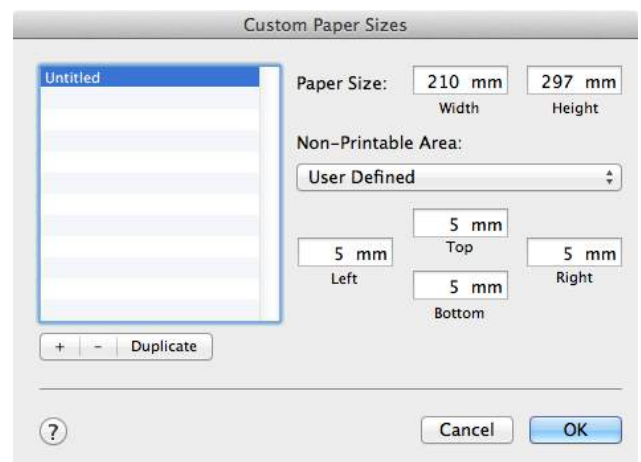 Custom Paper Sizes
Untitled
Paper Size: 210 mm 297 mm
Width Height
Non-Printable Area:
User Defined
5 mm
Top
5 mm 5 mm
Left Right
5 mm
Bottom
+ - Duplicate
? Cancel OK